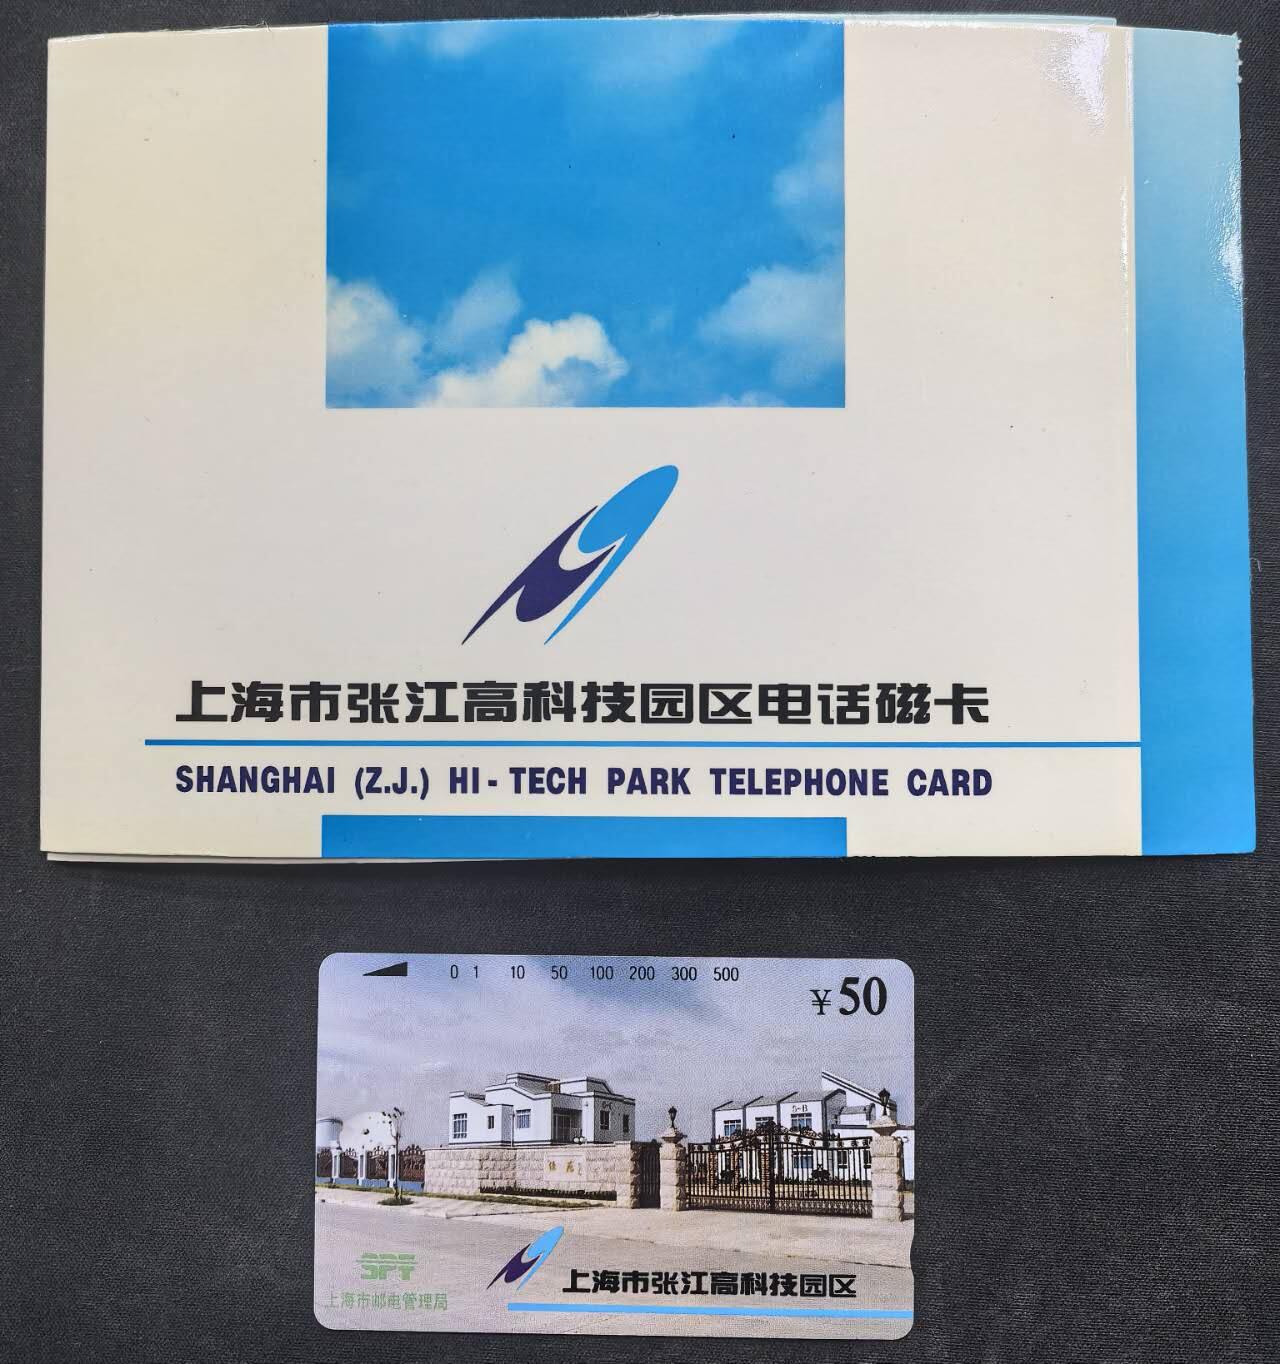 上海市张江高科技园区电话磁卡
SHANGHAI (Z.J.) HI-TECH PARK TELEPHONE CARD
0 1 10 50 100 200 300 500
￥50
5-B
SPT
上海市邮电管理局
上海市张江高科技园区